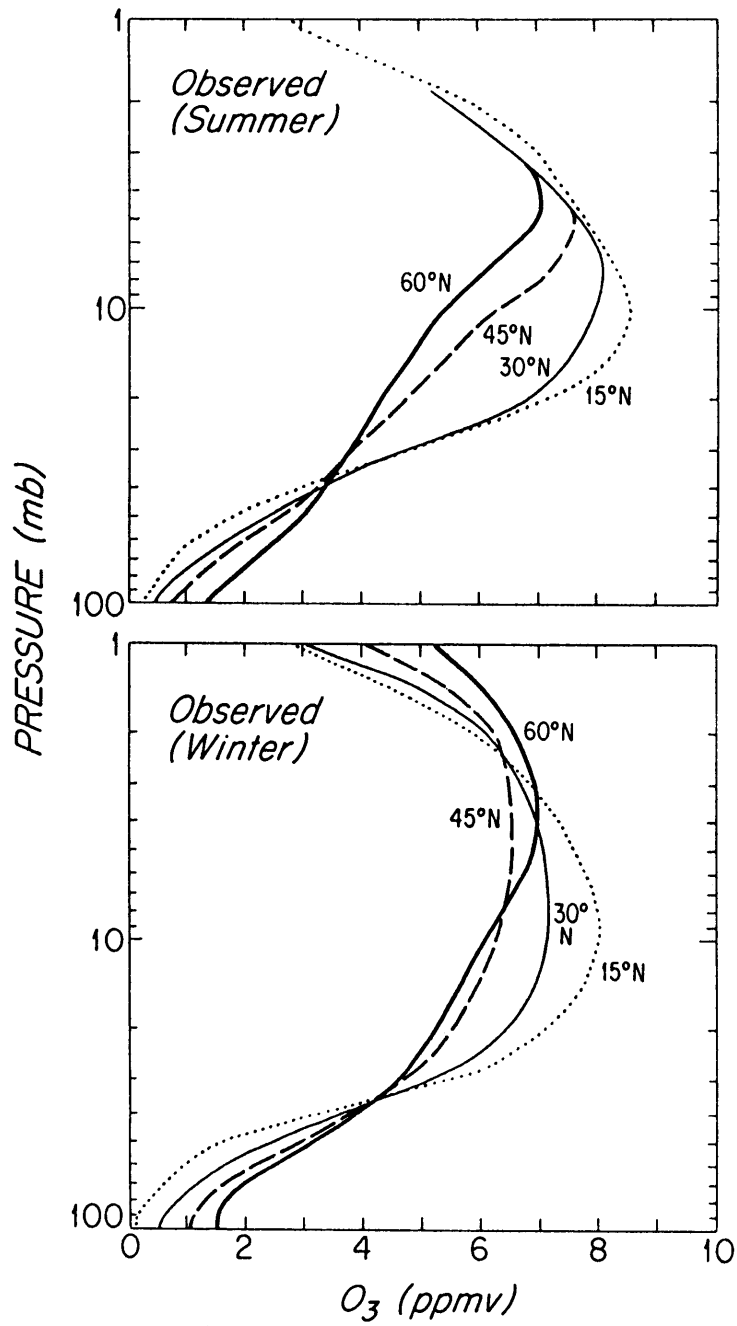 1
Observed
(Summer)
60°N
10
45°N
30°N
15°N
100
PRESSURE (mb)
1
Observed
(Winter)
60°N
45°N
30°
N
10
15°N
100
0 2 4 6 8 10
O₃ (ppmv)